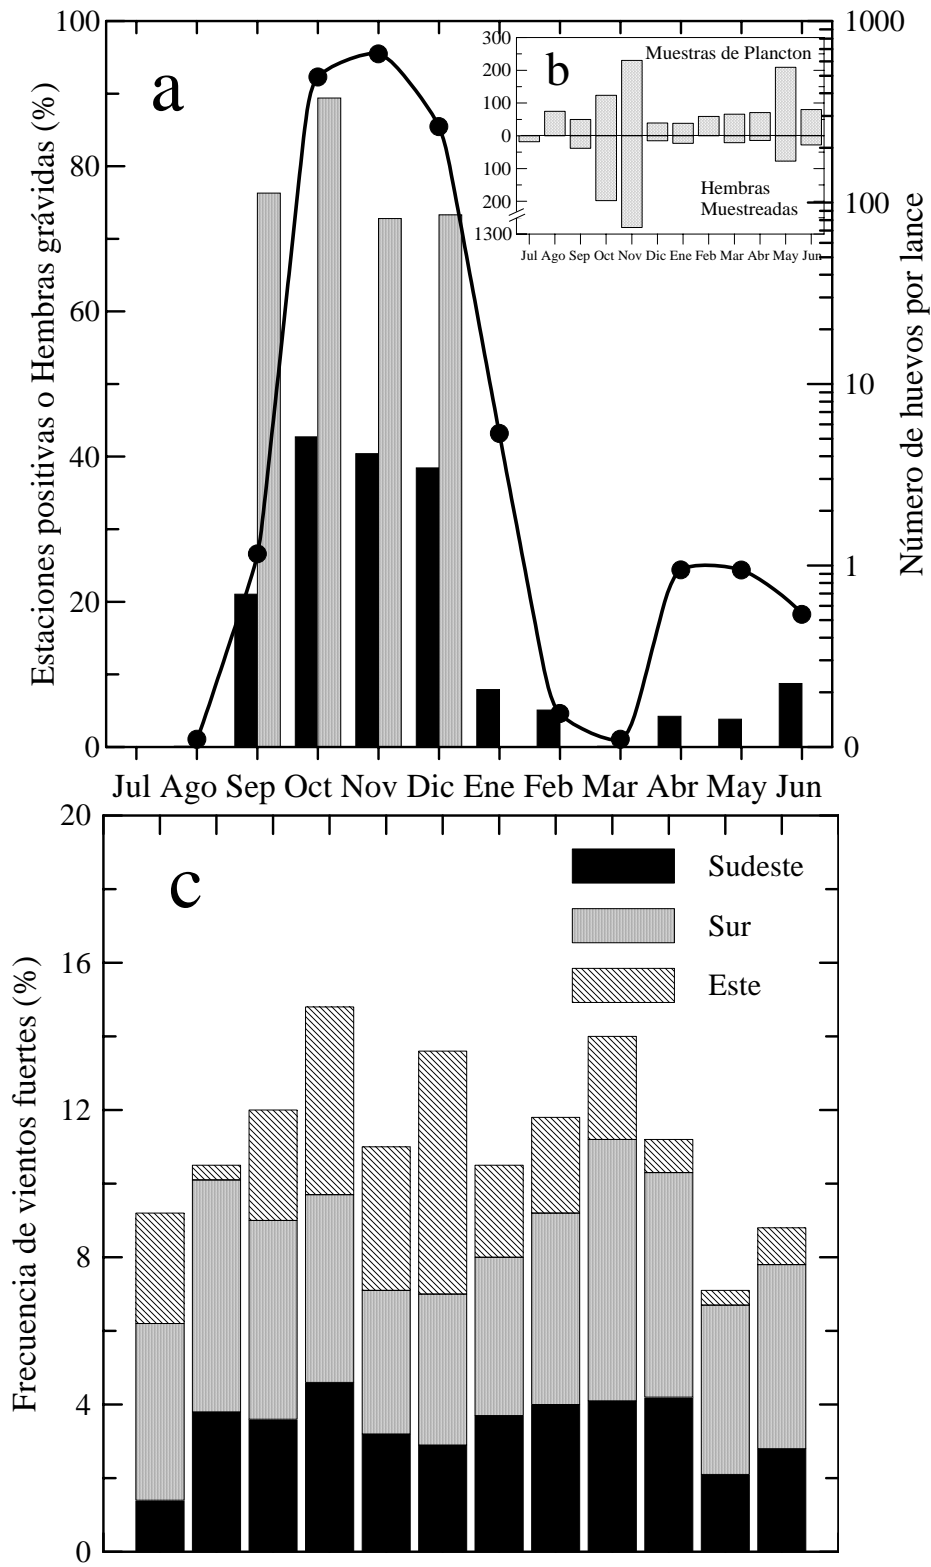 100
80
60
40
20
0
Estaciones positivas o Hembras grávidas (%)
a
1000
100
10
1
0
Número de huevos por lance
300
200
100
0
100
200
1300
b
Muestras de Plancton
Hembras
Muestreadas
Jul Ago Sep Oct Nov Dic Ene Feb Mar Abr May Jun
Jul Ago Sep Oct Nov Dic Ene Feb Mar Abr May Jun
20
16
12
8
4
0
Frecuencia de vientos fuertes (%)
c
Sudeste
Sur
Este